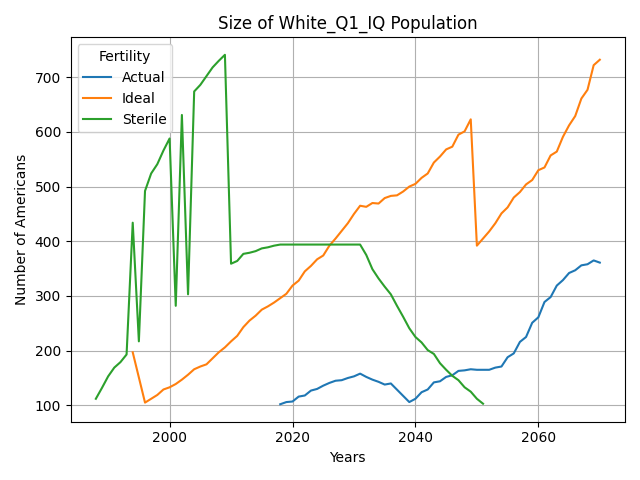 Size of White_Q1_IQ Population
Fertility
Actual
Ideal
Sterile
Number of Americans
700
600
500
400
300
200
100
2000
2020
2040
2060
Years